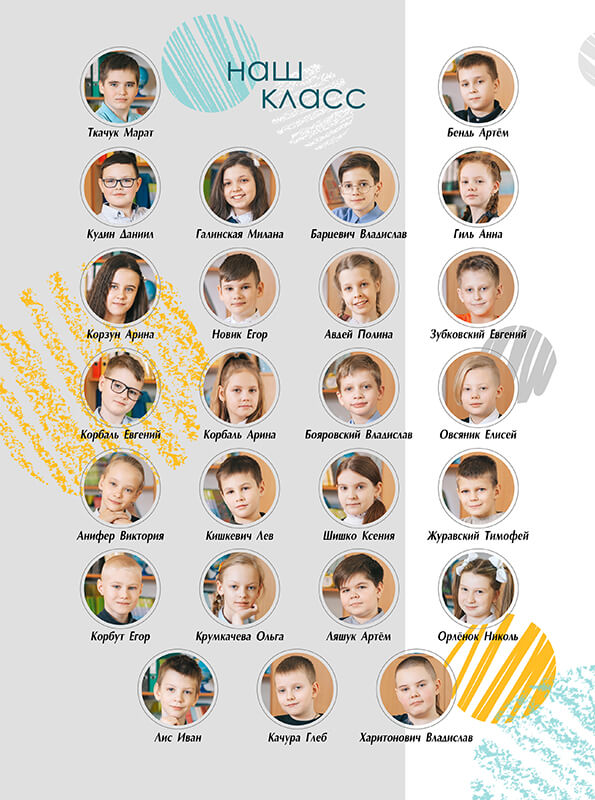 наш
класс
Ткачук Марат
Бендь Артём
Кудин Даниил
Галинская Милана
Барцевич Владислав
Гиль Анна
Корзун Арина
Новик Егор
Авдей Полина
Зубковский Евгений
Корбаль Евгений
Корбаль Арина
Бояровский Владислав
Овсяник Елисей
Анифер Виктория
Кишкевич Лев
Шишко Ксения
Журавский Тимофей
Корбут Егор
Крумкачева Ольга
Ляшук Артём
Орлёнок Николь
Лис Иван
Качура Глеб
Харитонович Владислав